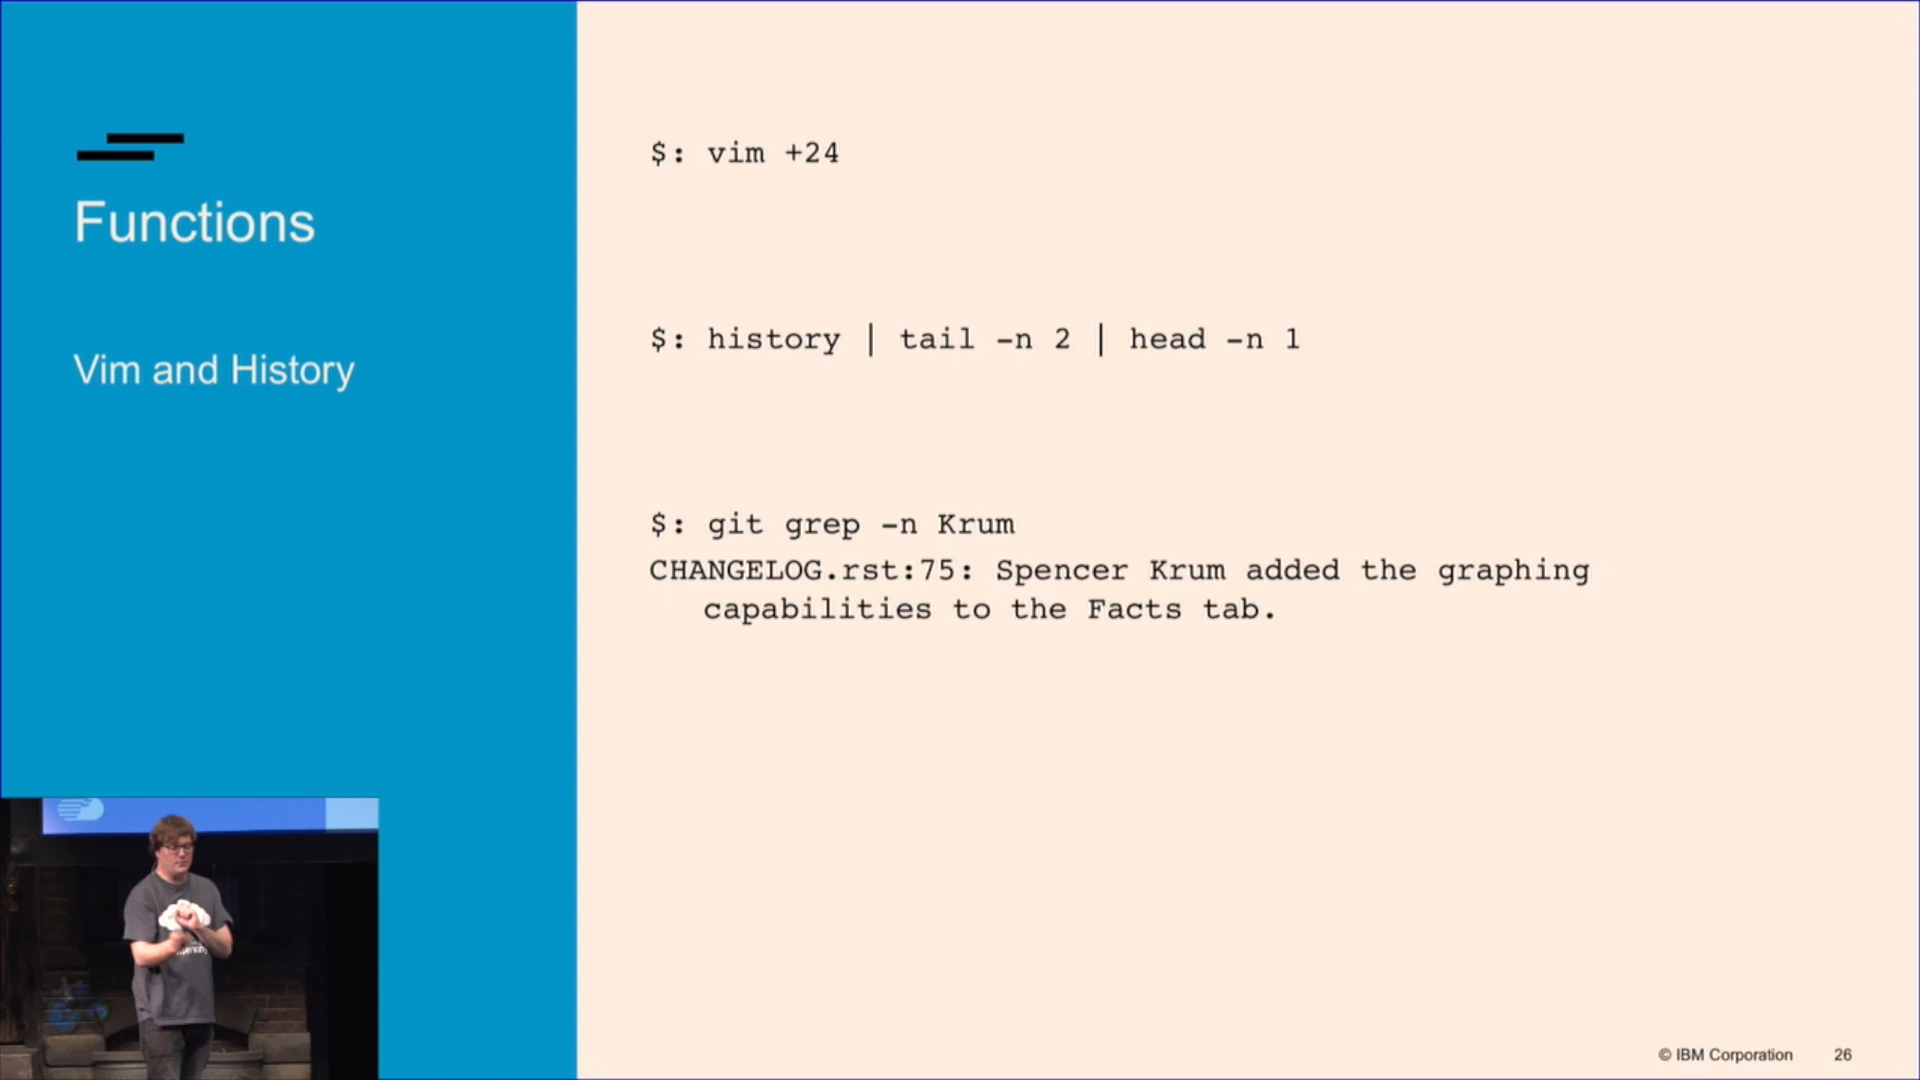 Functions
Vim and History
$: vim +24
$: history | tail -n 2 | head -n 1
$: git grep -n Krum
CHANGELOG.rst:75: Spencer Krum added the graphing
capabilities to the Facts tab.
© IBM Corporation 26